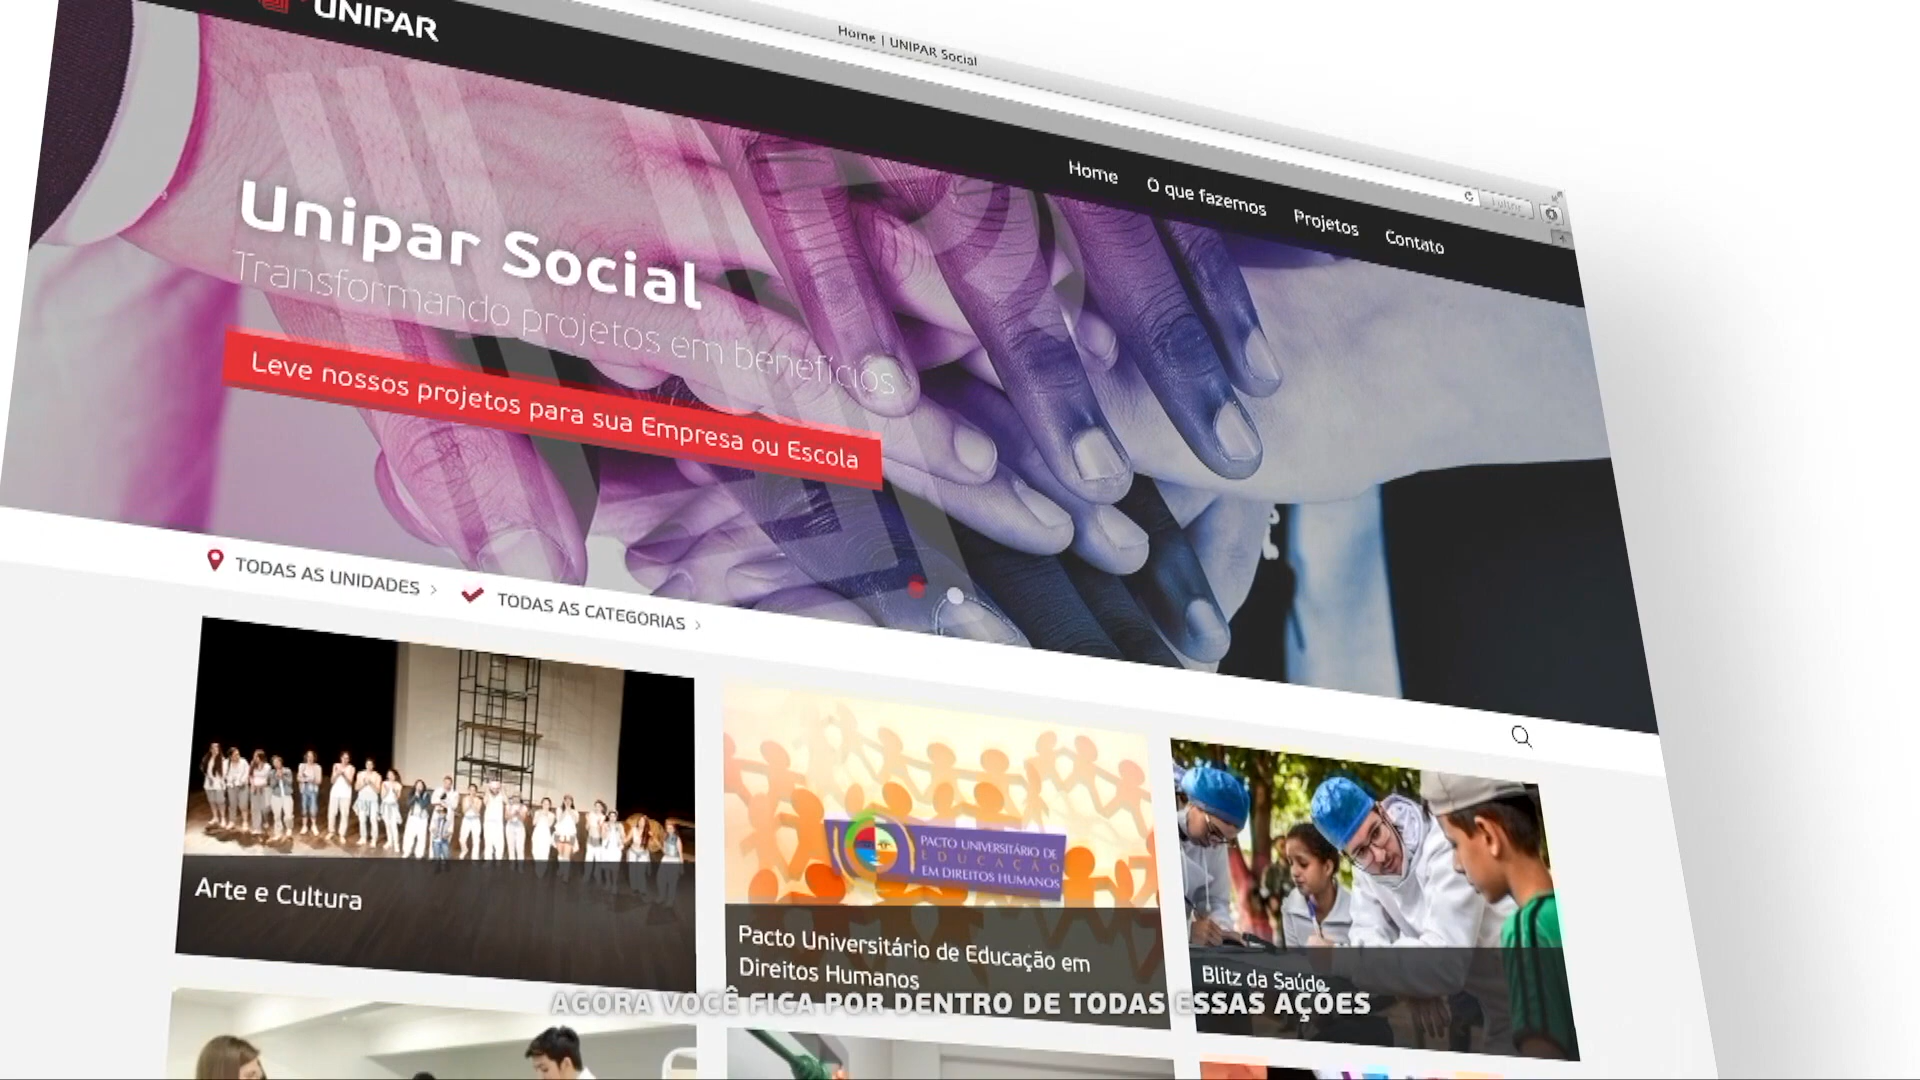 UNIPAR
Home | UNIPAR Social
Home
O que fazemos
Projetos
Contato
Unipar Social
Transformando projetos em benefícios
Leve nossos projetos para sua Empresa ou Escola
TODAS AS UNIDADES
TODAS AS CATEGORIAS
Arte e Cultura
PACTO UNIVERSITÁRIO DE
EDUCAÇÃO
EM DIREITOS HUMANOS
Pacto Universitário de Educação em
Direitos Humanos
Blitz da Saúde
AGORA VOCÊ FICA POR DENTRO DE TODAS ESSAS AÇÕES